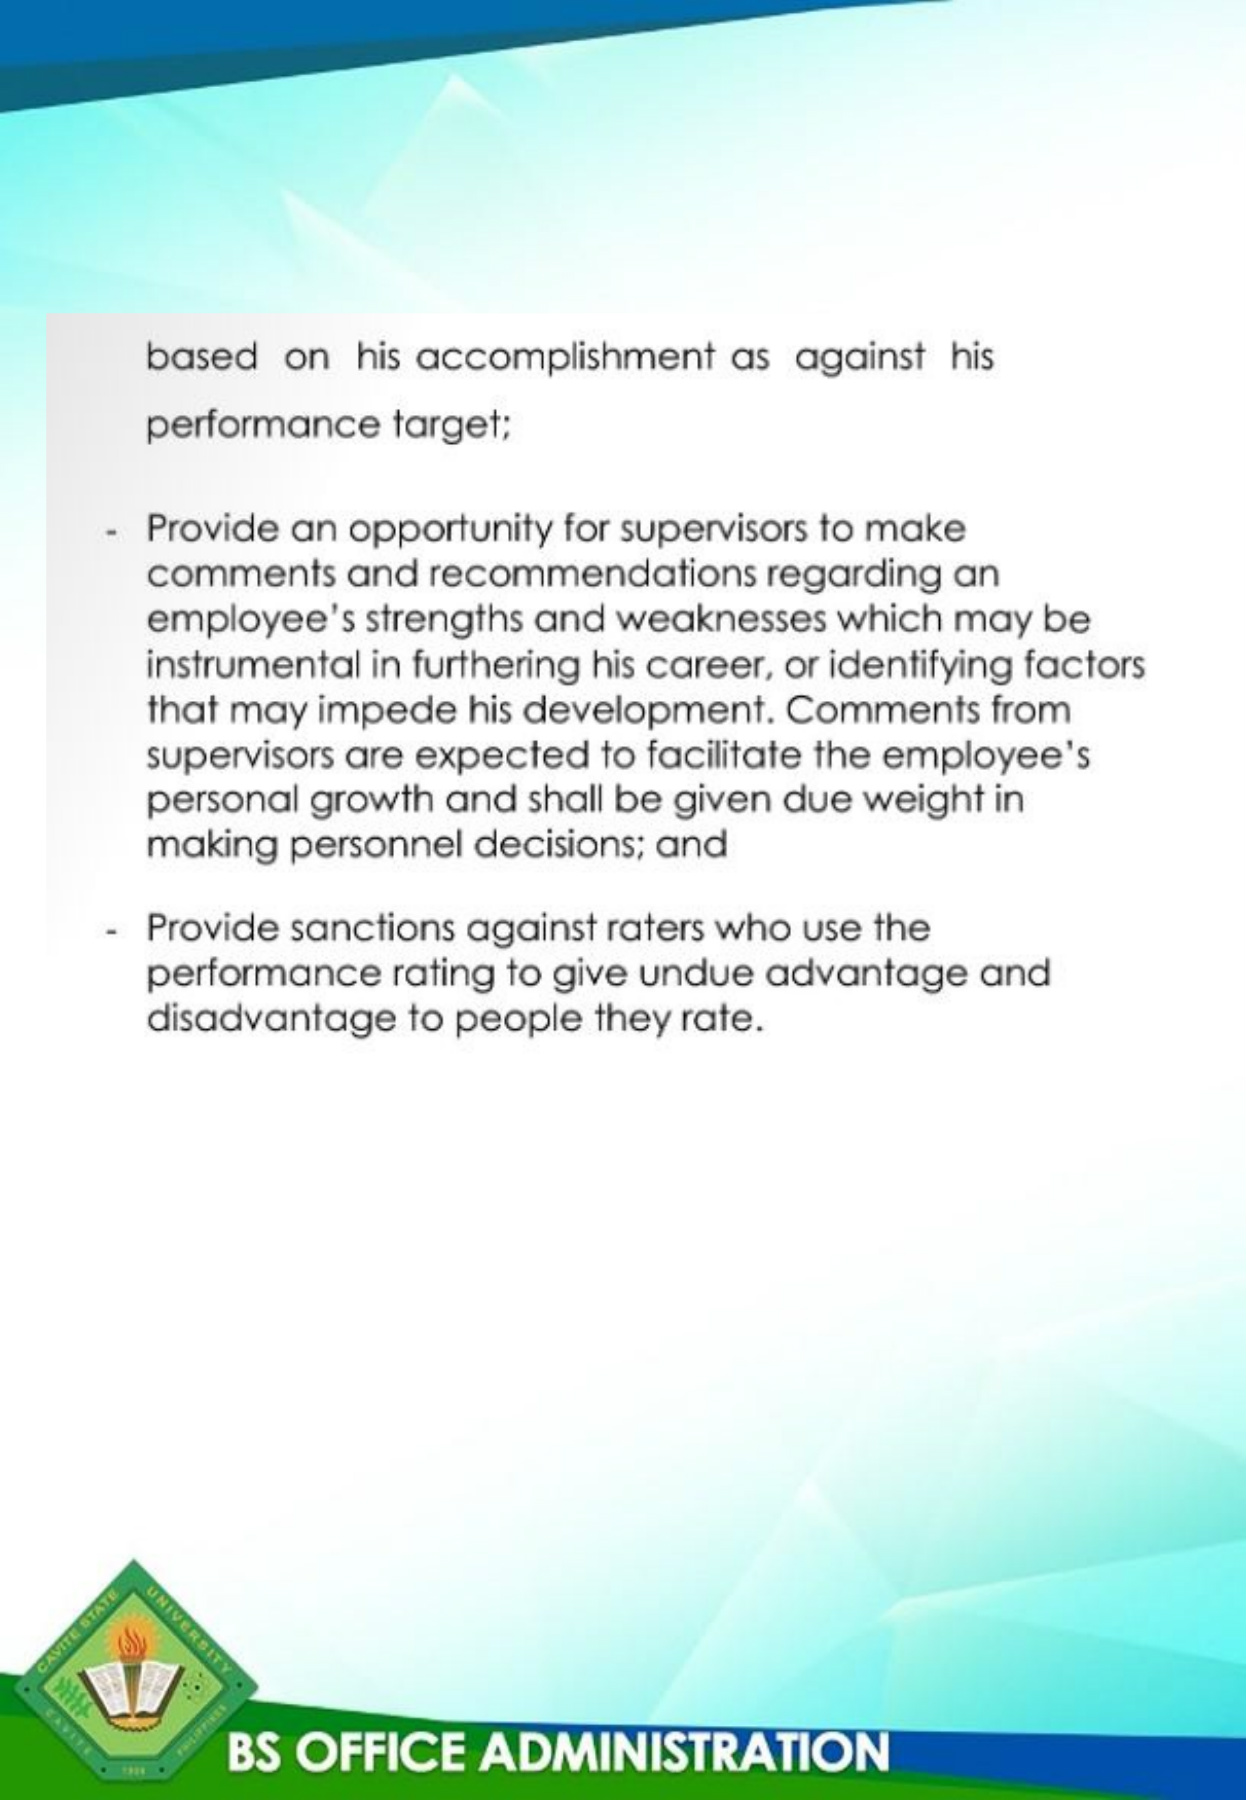 based on his accomplishment as against his
performance target;
- Provide an opportunity for supervisors to make
comments and recommendations regarding an
employee's strengths and weaknesses which may be
instrumental in furthering his career, or identifying factors
that may impede his development. Comments from
supervisors are expected to facilitate the employee's
personal growth and shall be given due weight in
making personnel decisions; and
- Provide sanctions against raters who use the
performance rating to give undue advantage and
disadvantage to people they rate.
CAVITE STATE UNIVERSITY
CAVITE PHILIPPINES
1906
BS OFFICE ADMINISTRATION